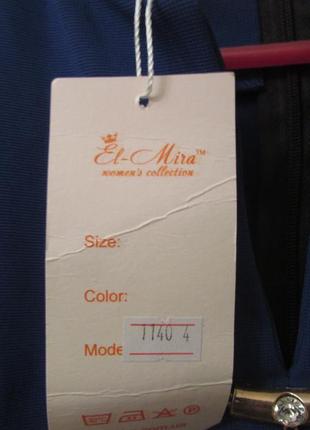 El-Mira™
women's collection
Size:
Color:
Mode
1140 4